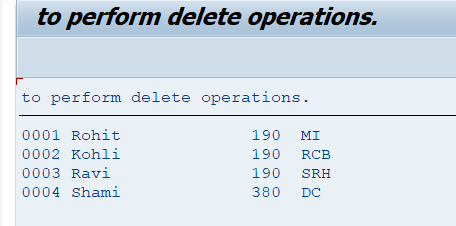 to perform delete operations.
to perform delete operations.
0001 Rohit 190 MI
0002 Kohli 190 RCB
0003 Ravi 190 SRH
0004 Shami 380 DC